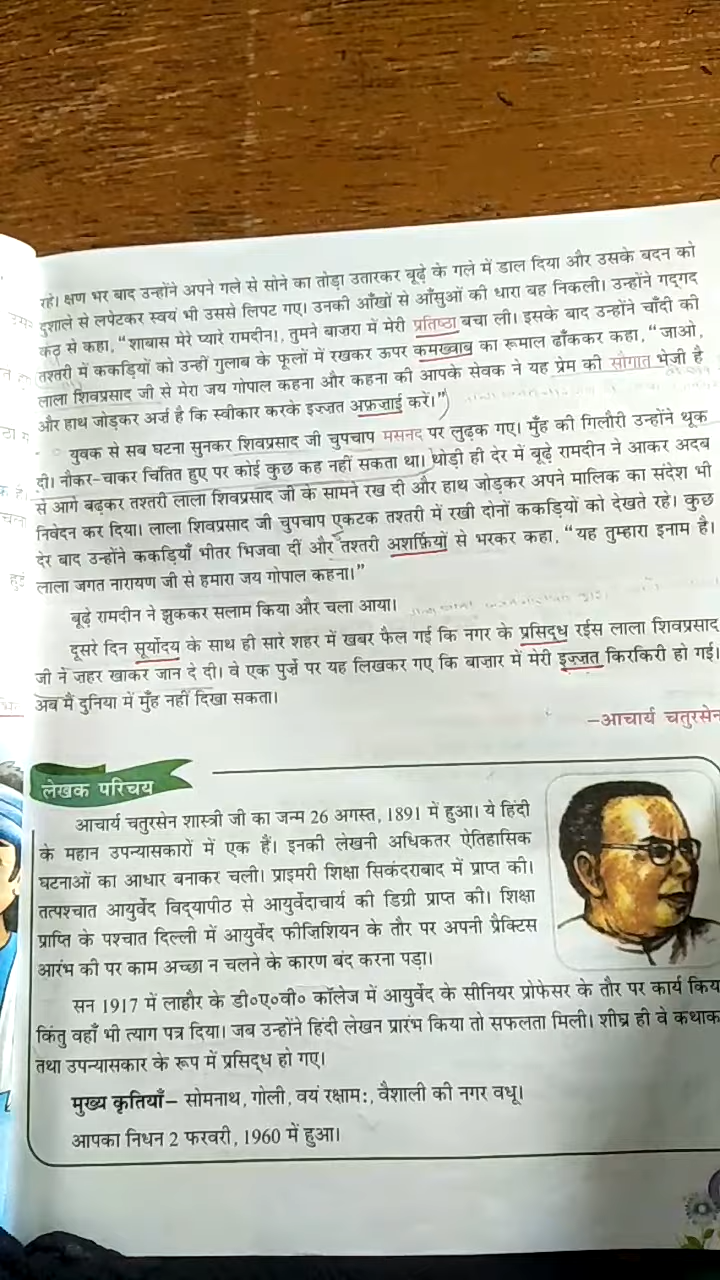 रहे। क्षण भर बाद उन्होंने अपने गले से सोने का तोड़ा उतारकर बूढ़े के गले में डाल दिया और उसके बदन को
दुशाले से लपेटकर स्वयं भी उससे लिपट गए। उनकी आँखों से आँसुओं की धारा बह निकली। उन्होंने गद्गद
कंठ से कहा, “शाबास मेरे प्यारे रामदीन!, तुमने बाज़रा में मेरी प्रतिष्ठा बचा ली। इसके बाद उन्होंने चाँदी की
तश्तरी में ककड़ियों को उन्हीं गुलाब के फूलों में रखकर ऊपर कमख्वाब का रूमाल ढाँककर कहा, “जाओ,
लाला शिवप्रसाद जी से मेरा जय गोपाल कहना और कहना की आपके सेवक ने यह प्रेम की सौगात भेजी है
और हाथ जोड़कर अर्ज़ है कि स्वीकार करके इज़्ज़त अफ़ज़ाई करें।”
युवक से सब घटना सुनकर शिवप्रसाद जी चुपचाप मसनद पर लुढ़क गए। मुँह की गिलौरी उन्होंने थूक
दी। नौकर-चाकर चिंतित हुए पर कोई कुछ कह नहीं सकता था। थोड़ी ही देर में बूढ़े रामदीन ने आकर अदब
से आगे बढ़कर तश्तरी लाला शिवप्रसाद जी के सामने रख दी और हाथ जोड़कर अपने मालिक का संदेश भी
निवेदन कर दिया। लाला शिवप्रसाद जी चुपचाप एकटक तश्तरी में रखी दोनों ककड़ियों को देखते रहे। कुछ
देर बाद उन्होंने ककड़ियाँ भीतर भिजवा दीं और तश्तरी अशर्फ़ियों से भरकर कहा, “यह तुम्हारा इनाम है।
लाला जगत नारायण जी से हमारा जय गोपाल कहना।”
बूढ़े रामदीन ने झुककर सलाम किया और चला आया।
दूसरे दिन सूर्योदय के साथ ही सारे शहर में खबर फैल गई कि नगर के प्रसिद्ध रईस लाला शिवप्रसाद
जी ने ज़हर खाकर जान दे दी। वे एक पुर्ज़े पर यह लिखकर गए कि बाज़ार में मेरी इज़्ज़त किरकिरी हो गई।
अब मैं दुनिया में मुँह नहीं दिखा सकता।
–आचार्य चतुरसेन
लेखक परिचय
आचार्य चतुरसेन शास्त्री जी का जन्म 26 अगस्त, 1891 में हुआ। ये हिंदी
के महान उपन्यासकारों में एक हैं। इनकी लेखनी अधिकतर ऐतिहासिक
घटनाओं का आधार बनाकर चली। प्राइमरी शिक्षा सिकंदराबाद में प्राप्त की।
तत्पश्चात आयुर्वेद विद्यापीठ से आयुर्वेदाचार्य की डिग्री प्राप्त की। शिक्षा
प्राप्ति के पश्चात दिल्ली में आयुर्वेद फीज़िशियन के तौर पर अपनी प्रैक्टिस
आरंभ की पर काम अच्छा न चलने के कारण बंद करना पड़ा।
सन 1917 में लाहौर के डी०ए०वी० कॉलेज में आयुर्वेद के सीनियर प्रोफेसर के तौर पर कार्य किय
किंतु वहाँ भी त्याग पत्र दिया। जब उन्होंने हिंदी लेखन प्रारंभ किया तो सफलता मिली। शीघ्र ही वे कथाक
तथा उपन्यासकार के रूप में प्रसिद्ध हो गए।
मुख्य कृतियाँ– सोमनाथ, गोली, वयं रक्षाम:, वैशाली की नगर वधू।
आपका निधन 2 फरवरी, 1960 में हुआ।